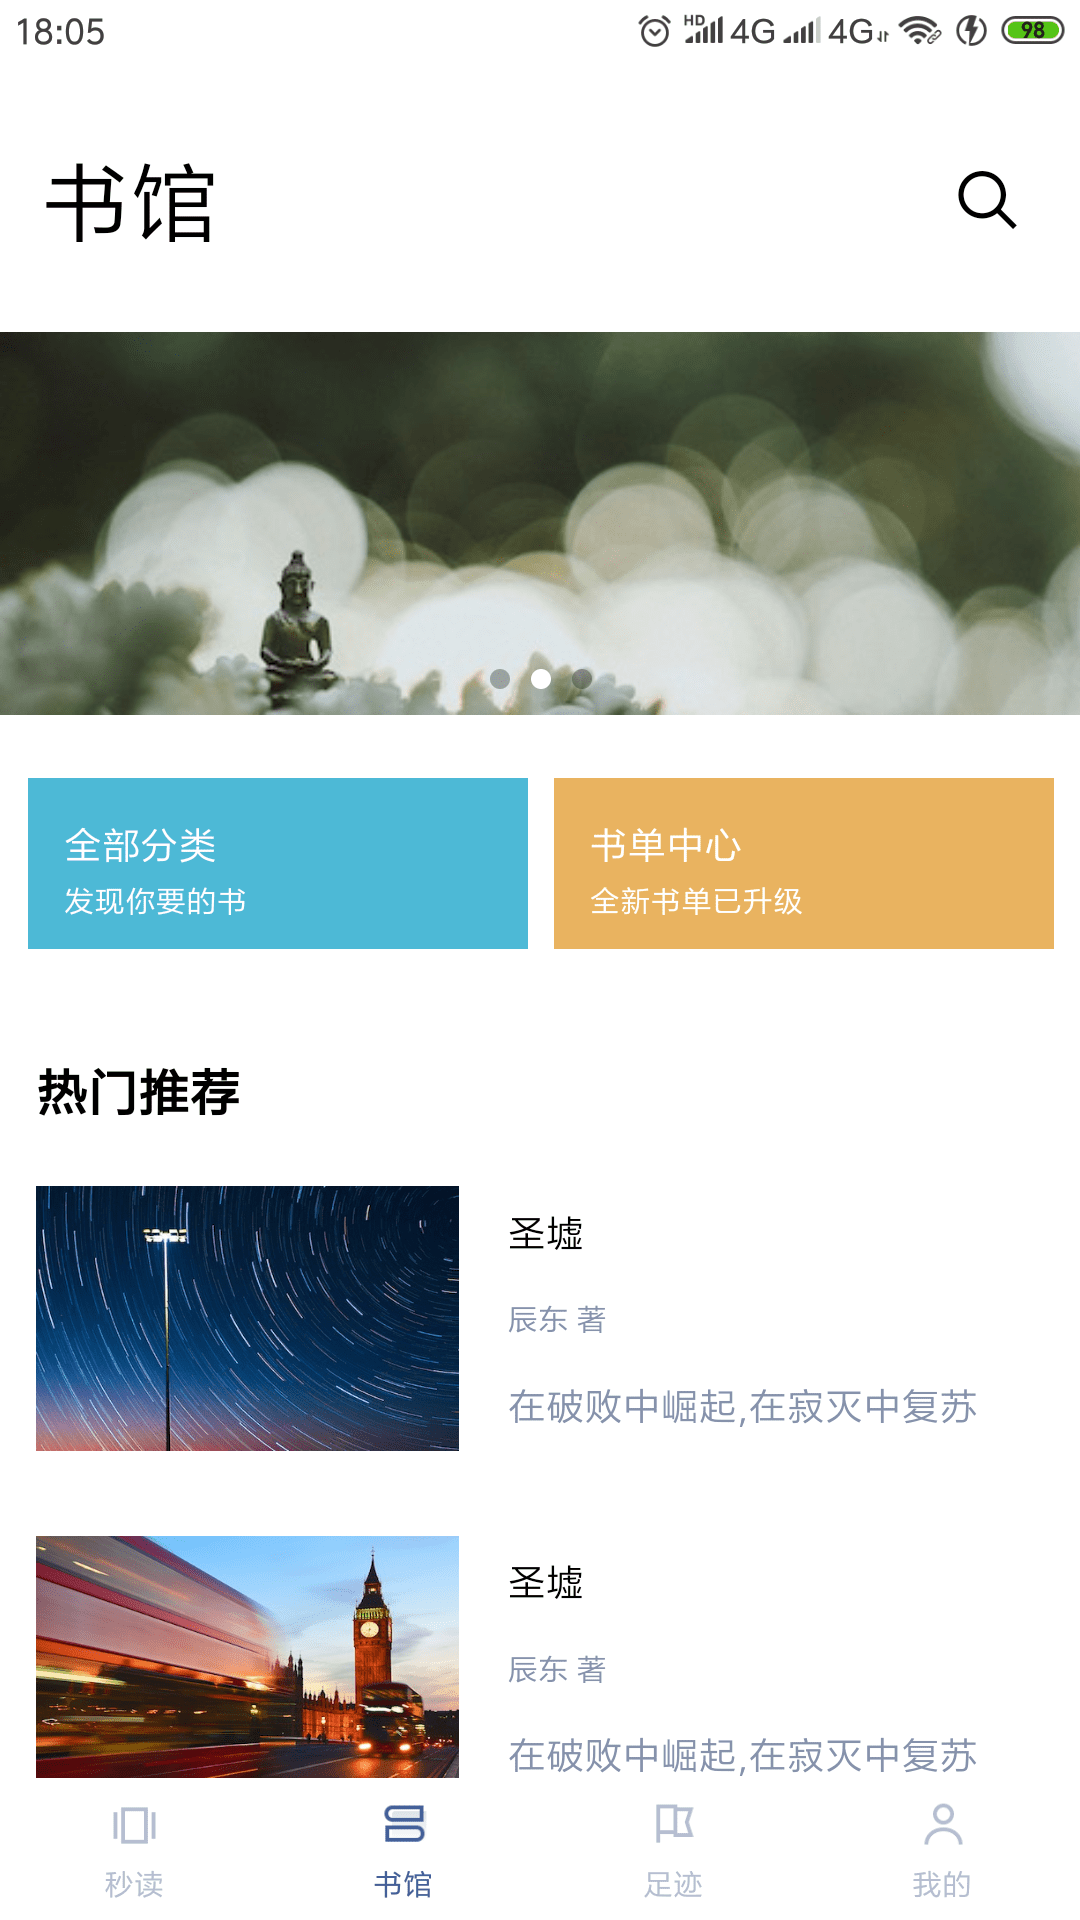 18:05 HD 4G 4G 98
书馆
全部分类
发现你要的书
书单中心
全新书单已升级
热门推荐
圣墟
辰东 著
在破败中崛起,在寂灭中复苏
圣墟
辰东 著
在破败中崛起,在寂灭中复苏
秒读 书馆 足迹 我的